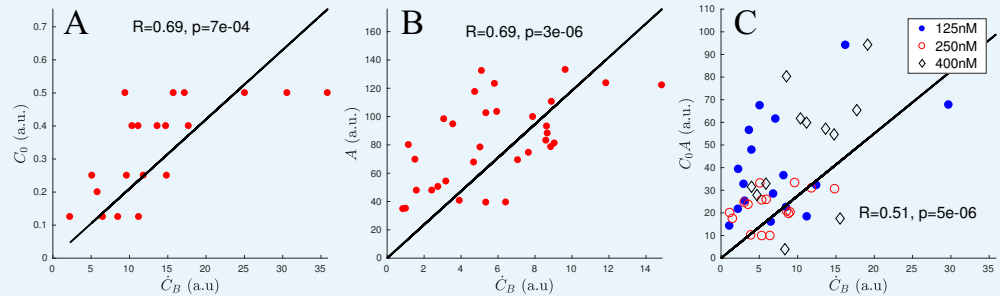 A
R=0.69, p=7e-04
C₀ (a.u.)
0.7
0.6
0.5
0.4
0.3
0.2
0.1
0
0 5 10 15 20 25 30 35
Ċ_B (a.u)
B
R=0.69, p=3e-06
A (a.u.)
160
140
120
100
80
60
40
20
0
0 2 4 6 8 10 12 14
Ċ_B (a.u)
C
125nM
250nM
400nM
R=0.51, p=5e-06
C₀A (a.u.)
110
100
90
80
70
60
50
40
30
20
10
0
0 5 10 15 20 25 30 35
Ċ_B (a.u)